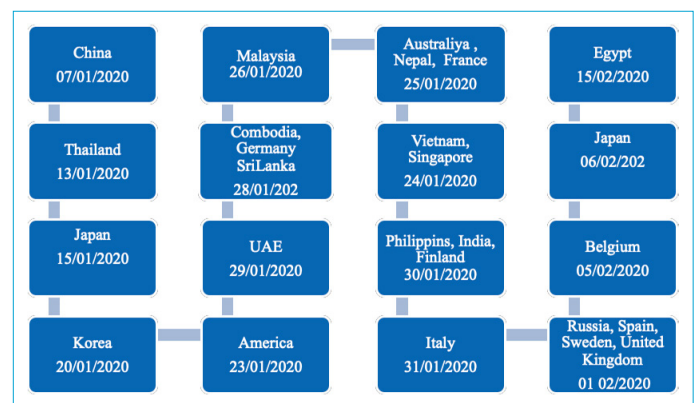 China
07/01/2020
Thailand
13/01/2020
Japan
15/01/2020
Korea
20/01/2020
America
23/01/2020
UAE
29/01/2020
Combodia,
Germany
SriLanka
28/01/202
Malaysia
26/01/2020
Australiya ,
Nepal, France
25/01/2020
Vietnam,
Singapore
24/01/2020
Philippins, India,
Finland
30/01/2020
Italy
31/01/2020
Russia, Spain,
Sweden, United
Kingdom
01 02/2020
Belgium
05/02/2020
Japan
06/02/202
Egypt
15/02/2020